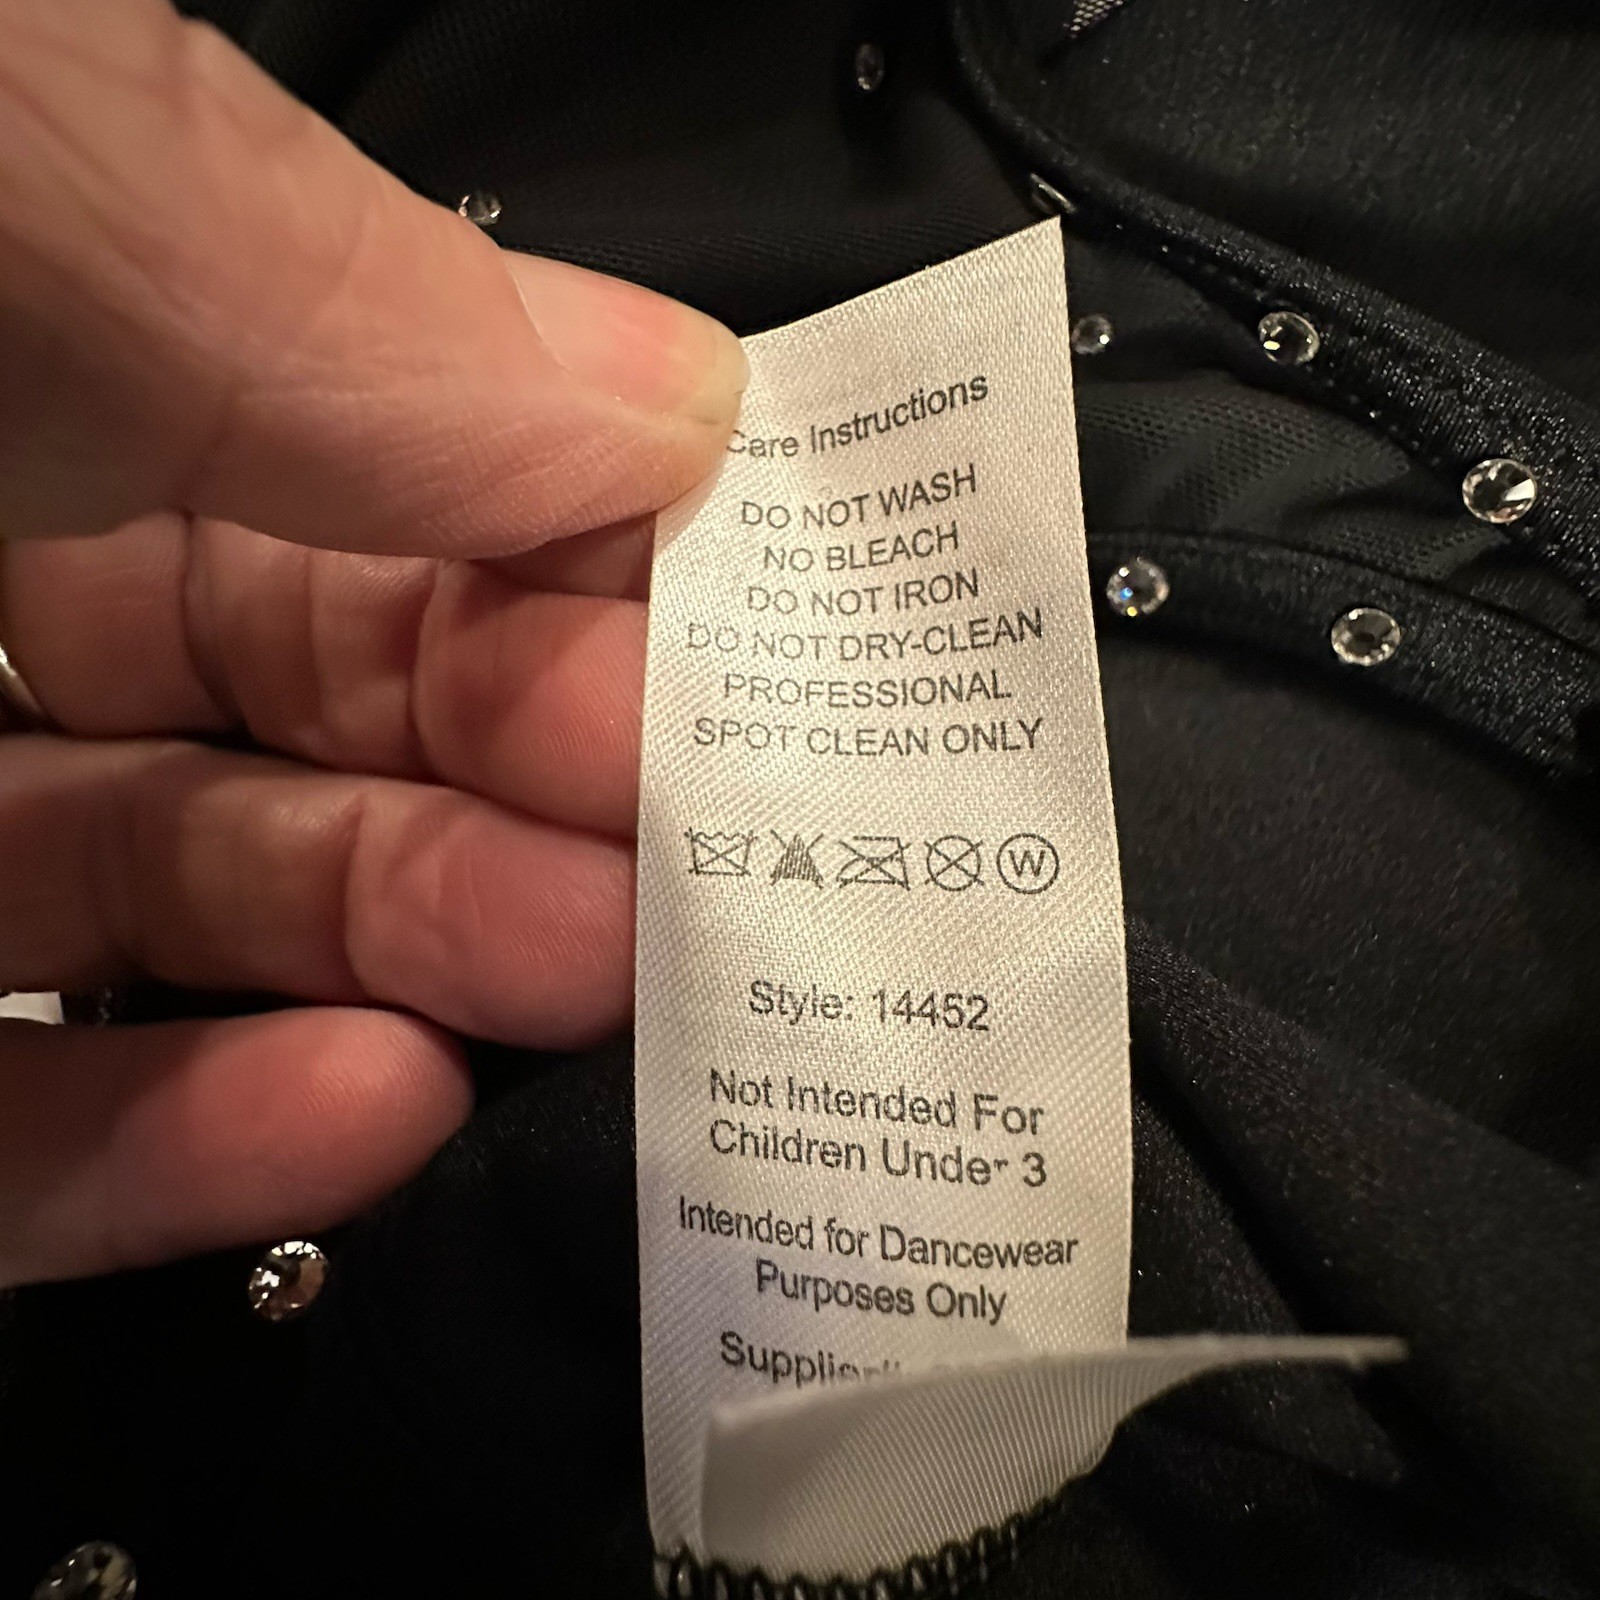 Care Instructions
DO NOT WASH
NO BLEACH
DO NOT IRON
DO NOT DRY-CLEAN
PROFESSIONAL
SPOT CLEAN ONLY
W
Style: 14452
Not Intended For
Children Under 3
Intended for Dancewear
Purposes Only